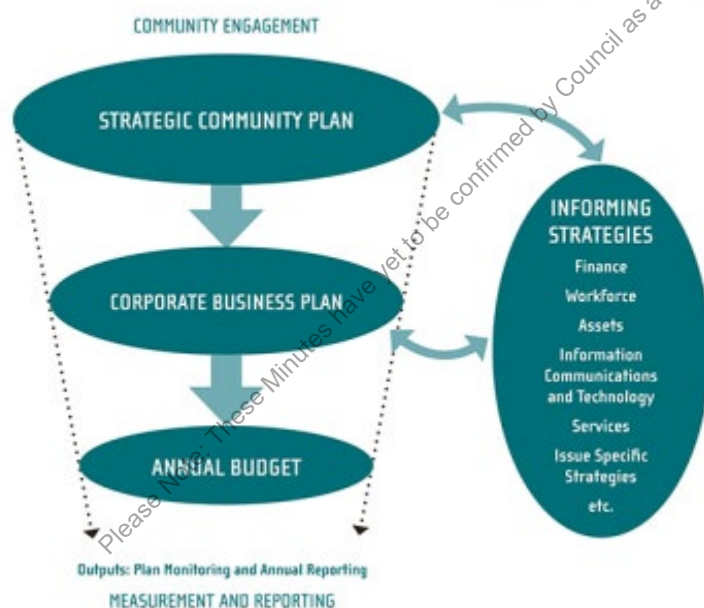 COMMUNITY ENGAGEMENT
STRATEGIC COMMUNITY PLAN
CORPORATE BUSINESS PLAN
ANNUAL BUDGET
Outputs: Plan Monitoring and Annual Reporting
MEASUREMENT AND REPORTING
INFORMING
STRATEGIES
Finance
Workforce
Assets
Information
Communications
and Technology
Services
Issue Specific
Strategies
etc.
Please Note: These Minutes have yet to be confirmed by Council as a